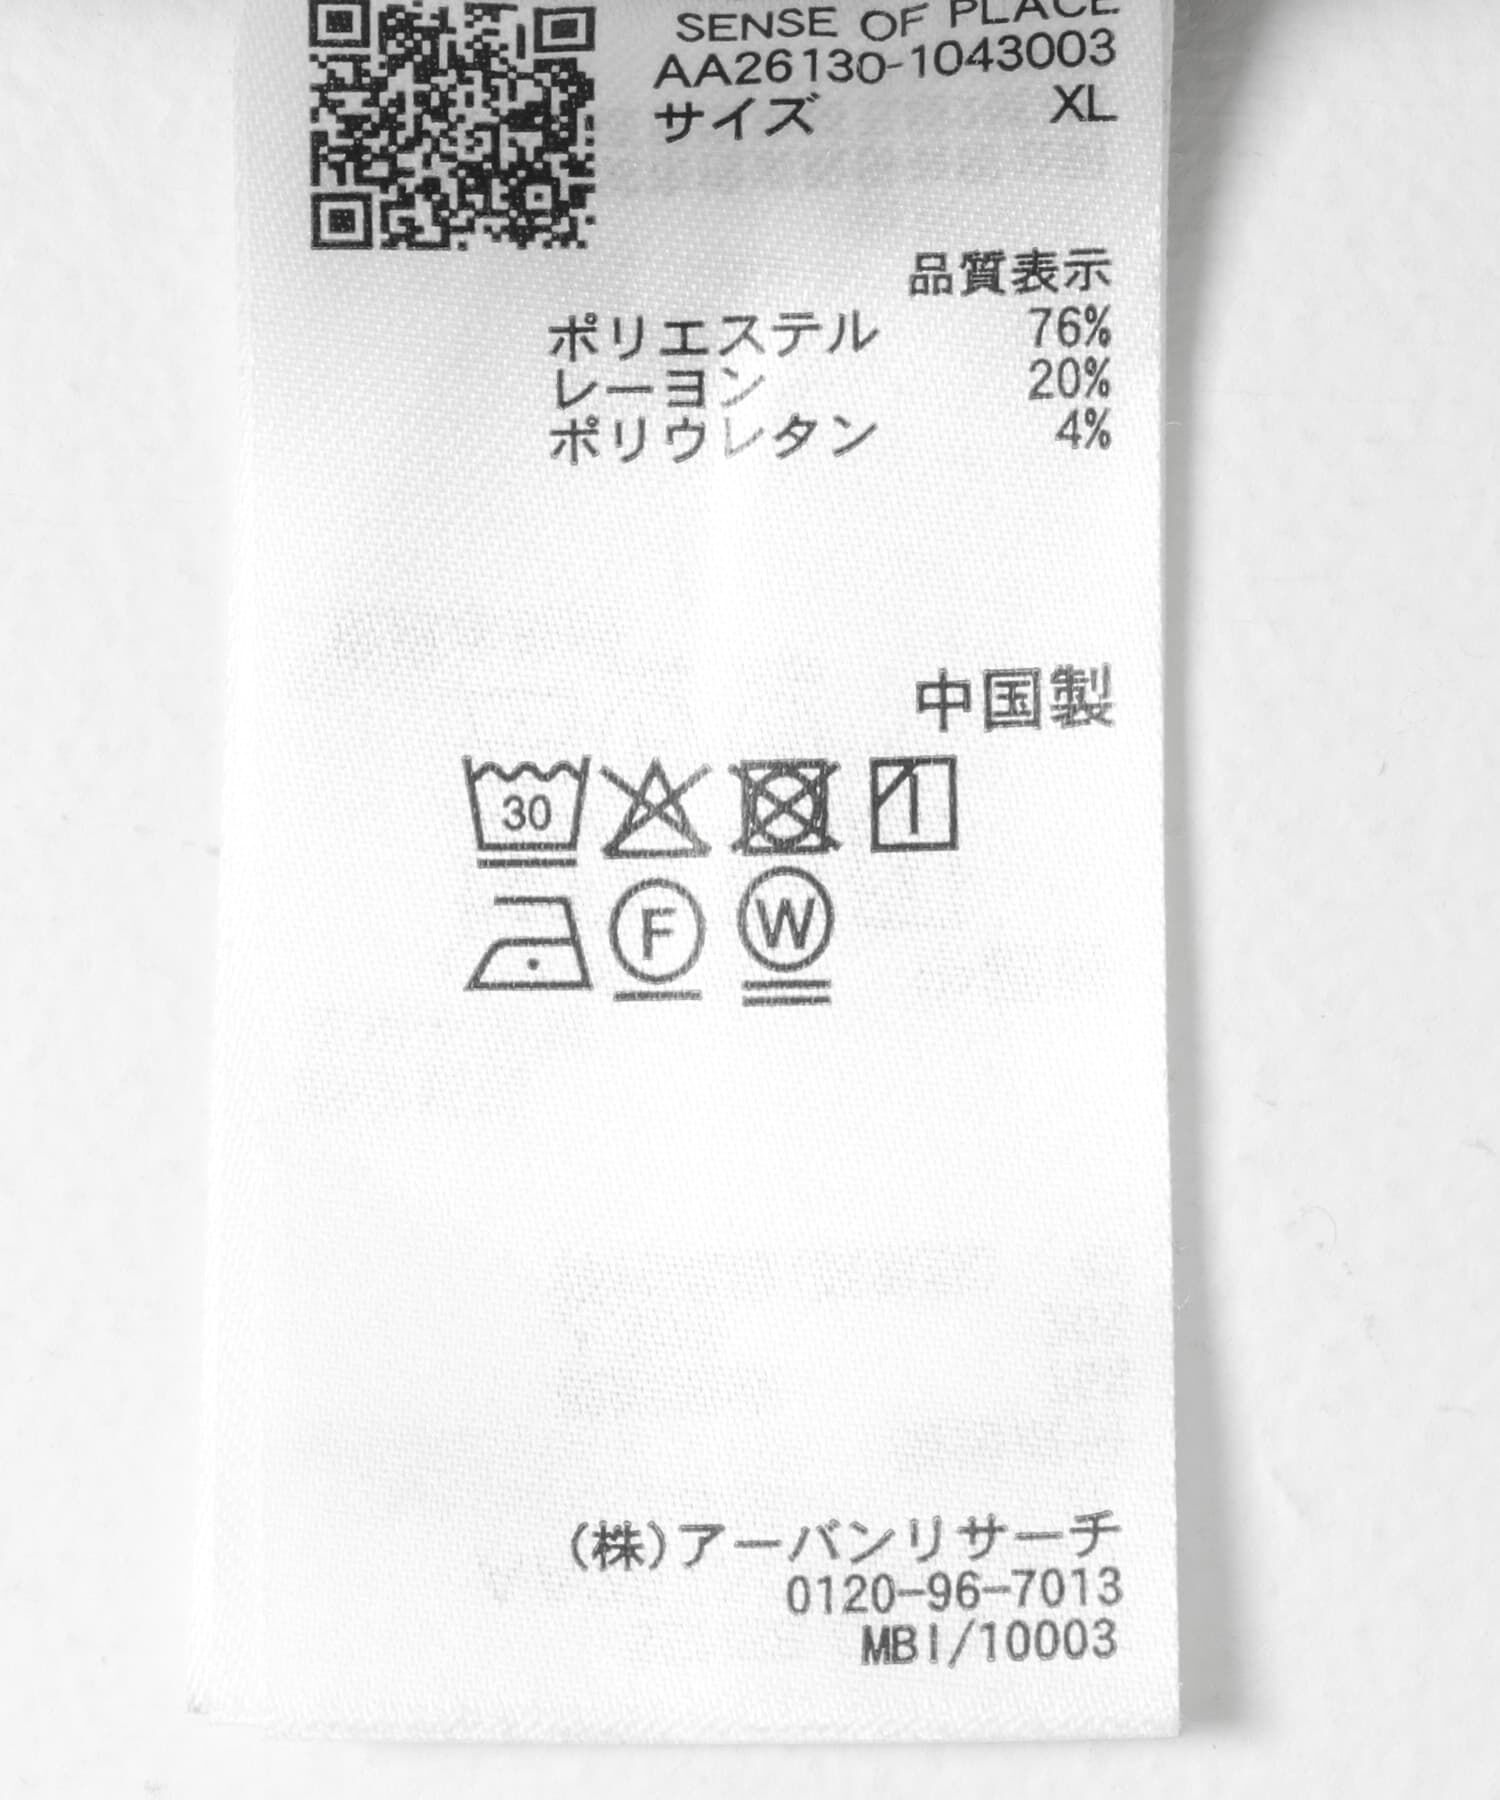 SENSE OF PLACE
AA26130-1043003
サイズ XL
品質表示
ポリエステル 76%
レーヨン 20%
ポリウレタン 4%
中国製
30
F
W
(株)アーバンリサーチ
0120-96-7013
MBI/10003